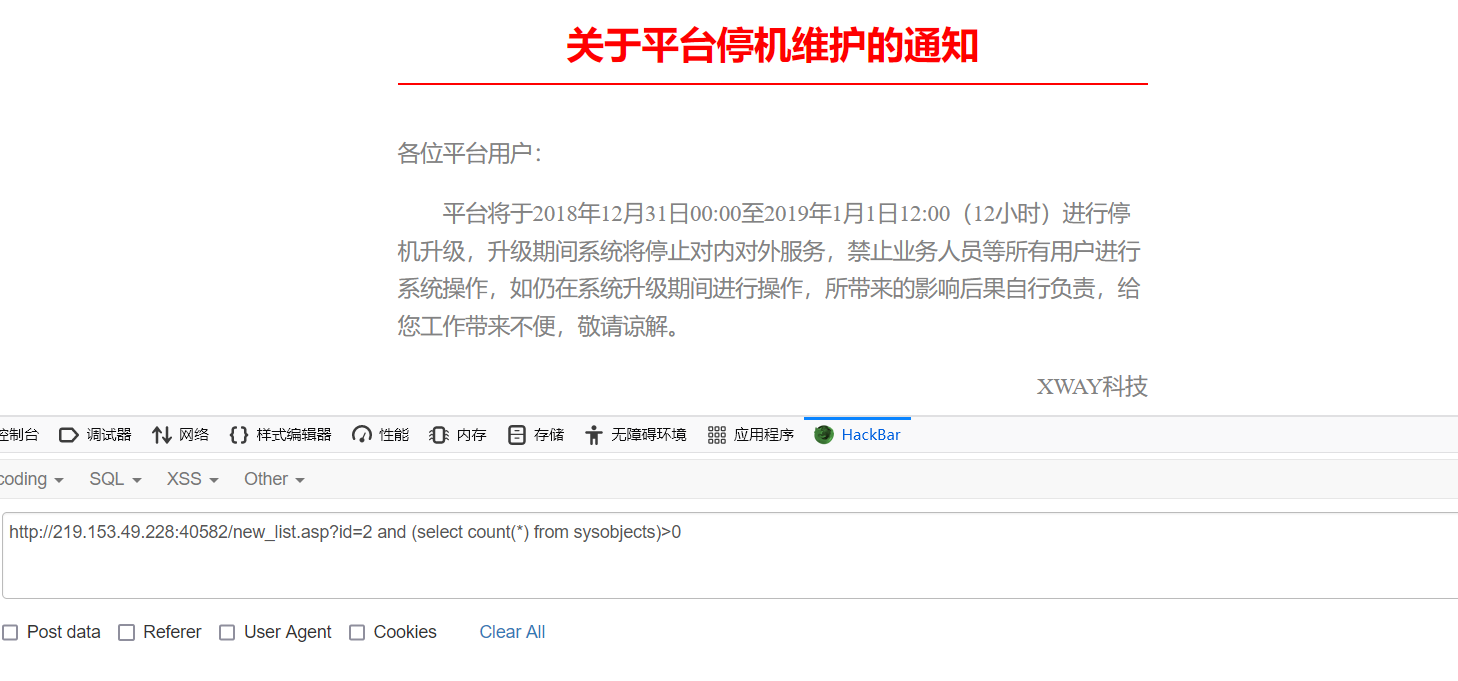 关于平台停机维护的通知
各位平台用户：
平台将于2018年12月31日00:00至2019年1月1日12:00（12小时）进行停
机升级，升级期间系统将停止对内对外服务，禁止业务人员等所有用户进行
系统操作，如仍在系统升级期间进行操作，所带来的影响后果自行负责，给
您工作带来不便，敬请谅解。
XWAY科技
控制台 调试器 网络 样式编辑器 性能 内存 存储 无障碍环境 应用程序 HackBar
coding SQL XSS Other
http://219.153.49.228:40582/new_list.asp?id=2 and (select count(*) from sysobjects)>0
Post data Referer User Agent Cookies Clear All